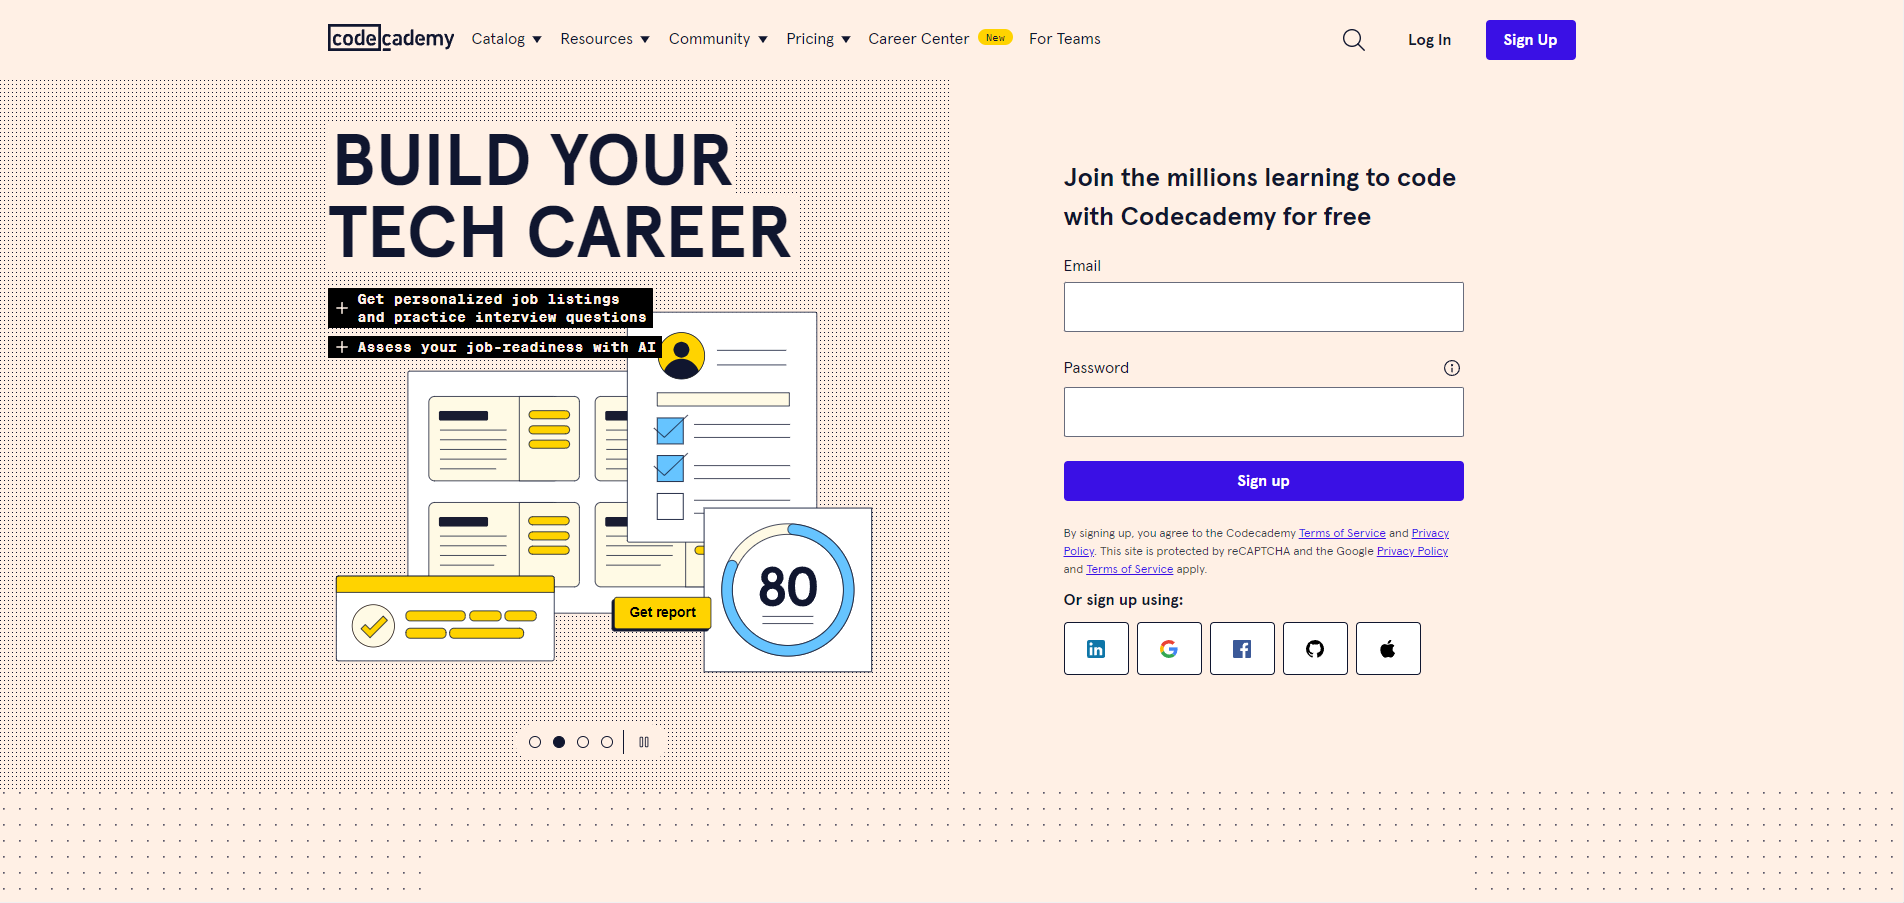 codecademy
Catalog
Resources
Community
Pricing
Career Center
New
For Teams
Log In
Sign Up
BUILD YOUR
TECH CAREER
Get personalized job listings
and practice interview questions
Assess your job-readiness with AI
Get report
80
Join the millions learning to code
with Codecademy for free
Email
Password
Sign up
By signing up, you agree to the Codecademy Terms of Service and Privacy
Policy. This site is protected by reCAPTCHA and the Google Privacy Policy
and Terms of Service apply.
Or sign up using:
in